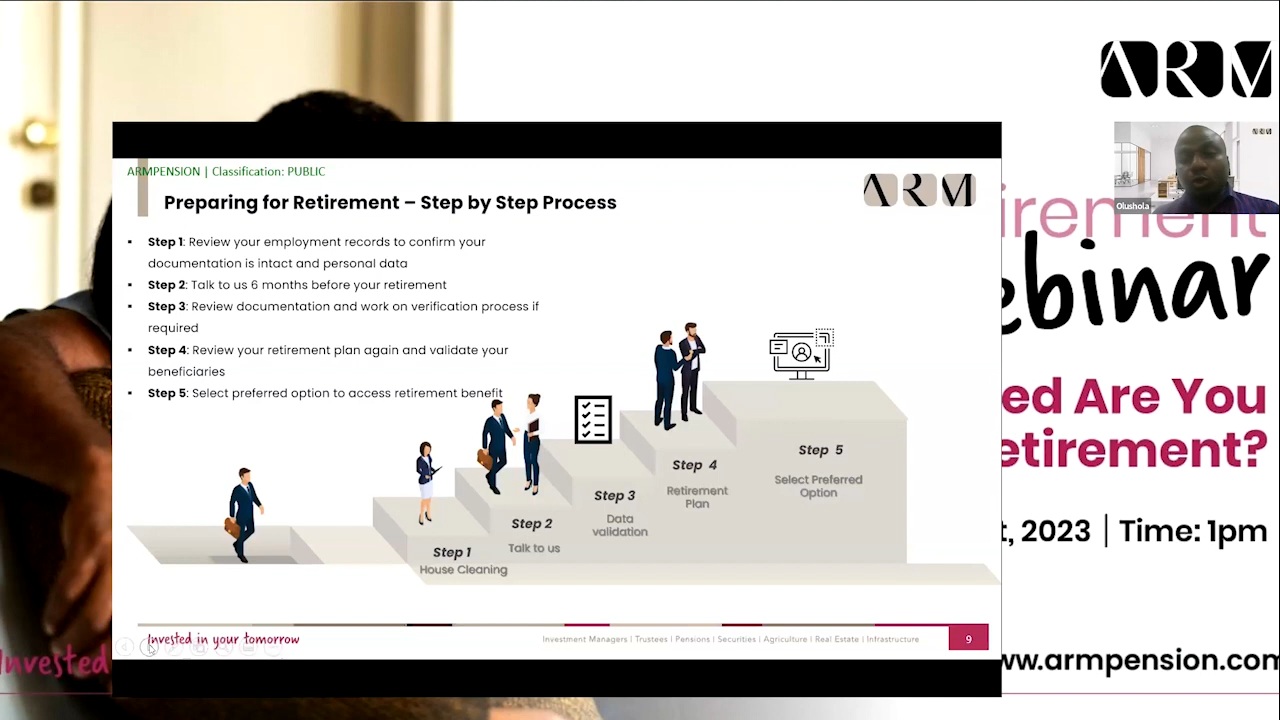 ARM
ARMPENSION | Classification: PUBLIC
Preparing for Retirement – Step by Step Process
ARM
Olushola
▪ Step 1: Review your employment records to confirm your
documentation is intact and personal data
▪ Step 2: Talk to us 6 months before your retirement
▪ Step 3: Review documentation and work on verification process if
required
▪ Step 4: Review your retirement plan again and validate your
beneficiaries
▪ Step 5: Select preferred option to access retirement benefit
Step 1
House Cleaning
Step 2
Talk to us
Step 3
Data
validation
Step 4
Retirement
Plan
Step 5
Select Preferred
Option
Invested in your tomorrow
Investment Managers | Trustees | Pensions | Securities | Agriculture | Real Estate | Infrastructure
9
irement
ebinar
ed Are You
etirement?
t, 2023 | Time: 1pm
Invested
ww.armpension.com